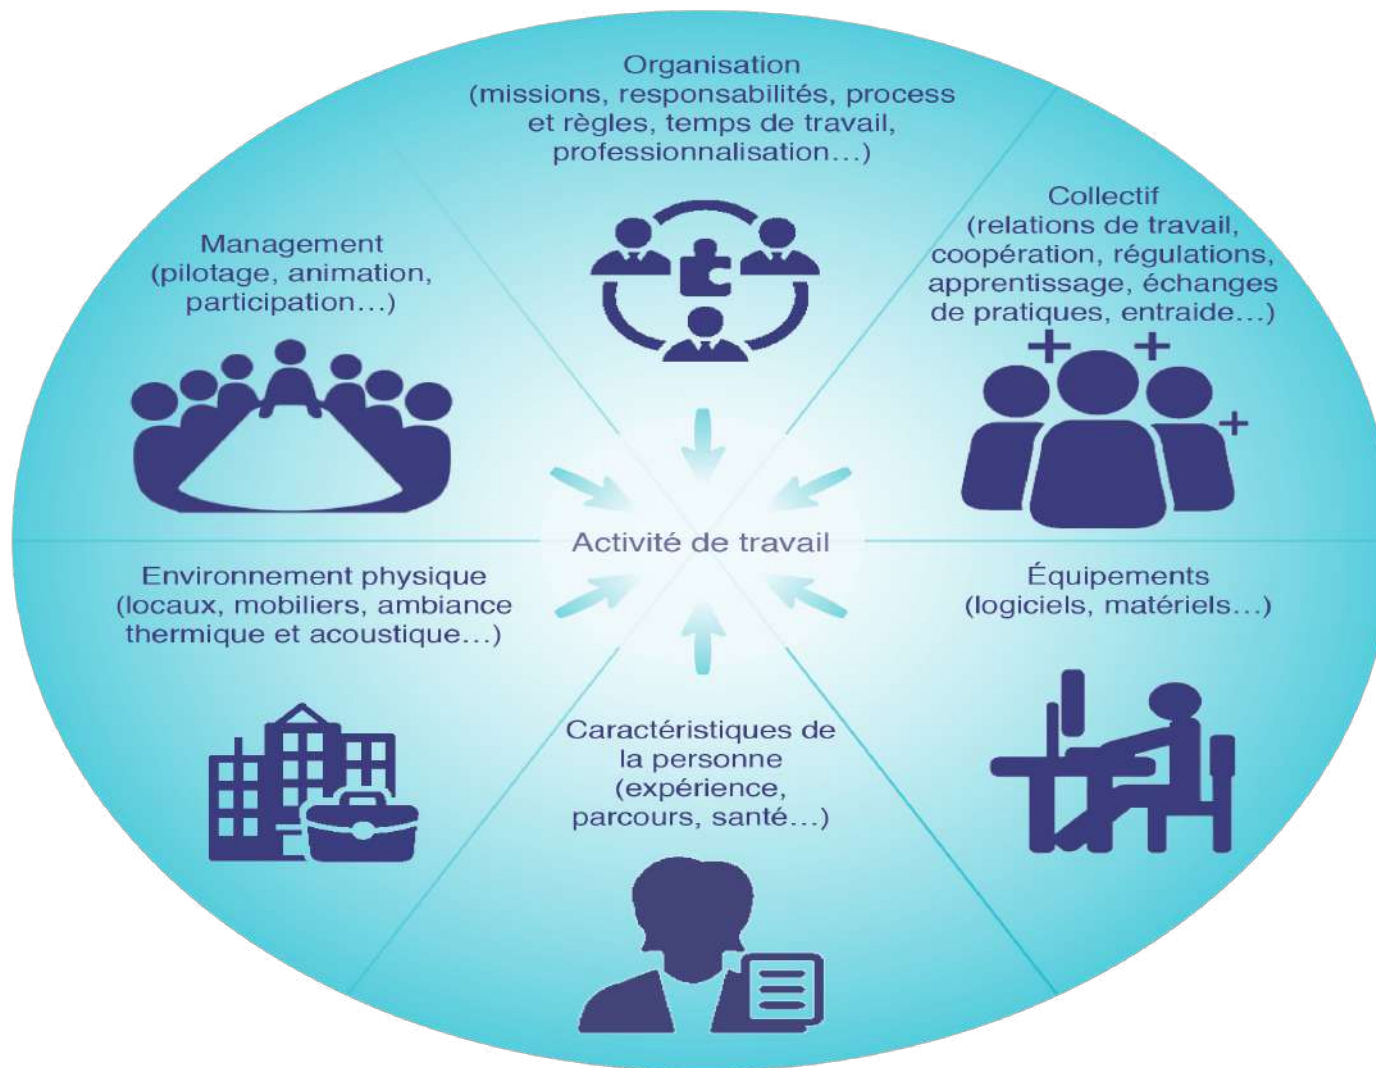 Organisation
(missions, responsabilités, process
et règles, temps de travail,
professionnalisation…)
Collectif
(relations de travail,
coopération, régulations,
apprentissage, échanges
de pratiques, entraide…)
Management
(pilotage, animation,
participation…)
Activité de travail
Environnement physique
(locaux, mobiliers, ambiance
thermique et acoustique…)
Équipements
(logiciels, matériels…)
Caractéristiques de
la personne
(expérience,
parcours, santé…)